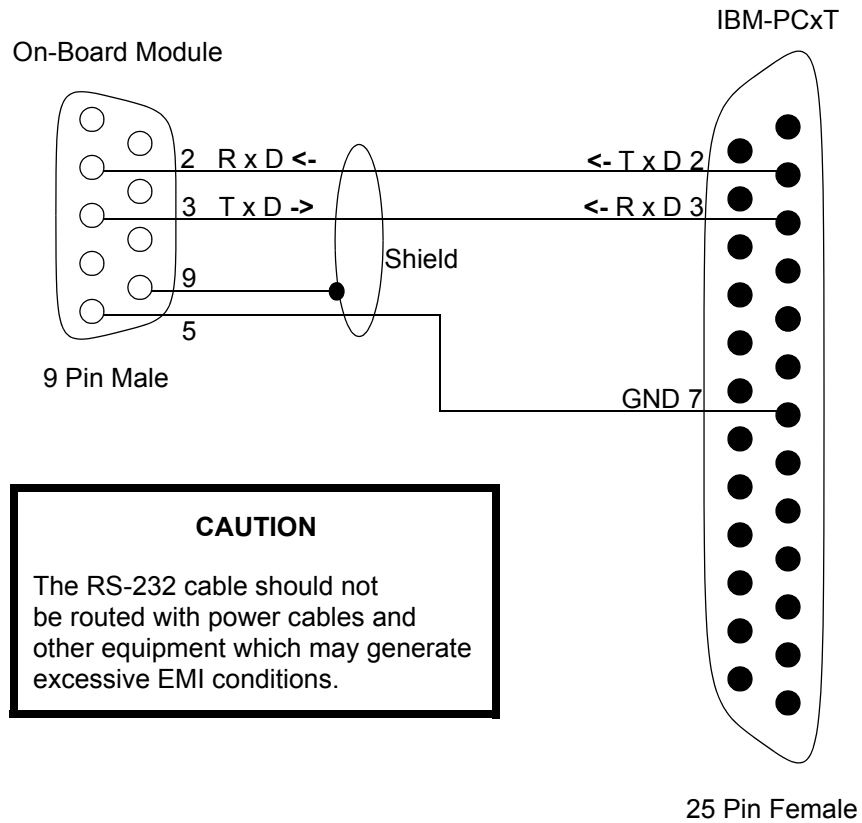 IBM-PCxT
On-Board Module
2 R x D <-
<- T x D 2
3 T x D ->
<- R x D 3
Shield
9
5
9 Pin Male
GND 7
CAUTION
The RS-232 cable should not
be routed with power cables and
other equipment which may generate
excessive EMI conditions.
25 Pin Female